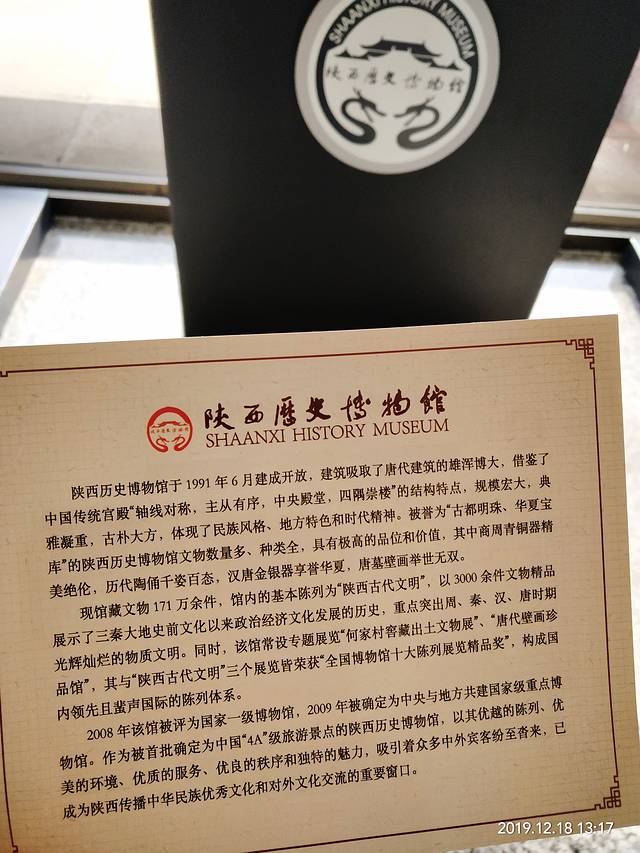 SHAANXI HISTORY MUSEUM
陕西历史博物馆
陕西历史博物馆
SHAANXI HISTORY MUSEUM
陕西历史博物馆于1991年6月建成开放，建筑吸取了唐代建筑的雄浑博大，借鉴了
中国传统宫殿“轴线对称，主从有序，中央殿堂，四隅崇楼”的结构特点，规模宏大，典
雅凝重，古朴大方，体现了民族风格、地方特色和时代精神。被誉为“古都明珠、华夏宝
库”的陕西历史博物馆文物数量多、种类全，具有极高的品位和价值，其中商周青铜器精
美绝伦，历代陶俑千姿百态，汉唐金银器享誉华夏，唐墓壁画举世无双。
现馆藏文物171万余件，馆内的基本陈列为“陕西古代文明”，以3000余件文物精品
展示了三秦大地史前文化以来政治经济文化发展的历史，重点突出周、秦、汉、唐时期
光辉灿烂的物质文明。同时，该馆常设专题展览“何家村窖藏出土文物展”、“唐代壁画珍
品馆”，其与“陕西古代文明”三个展览皆荣获“全国博物馆十大陈列展览精品奖”，构成国
内领先且蜚声国际的陈列体系。
2008年该馆被评为国家一级博物馆，2009年被确定为中央与地方共建国家级重点博
物馆。作为被首批确定为中国“4A”级旅游景点的陕西历史博物馆，以其优越的陈列、优
美的环境、优质的服务、优良的秩序和独特的魅力，吸引着众多中外宾客纷至沓来，已
成为陕西传播中华民族优秀文化和对外文化交流的重要窗口。
2019.12.18 13:17